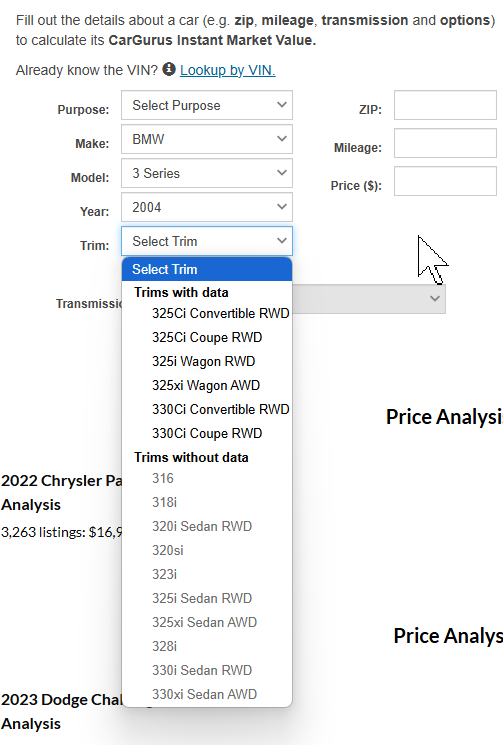 Fill out the details about a car (e.g. zip, mileage, transmission and options)
to calculate its CarGurus Instant Market Value.
Already know the VIN? Lookup by VIN.
Purpose: Select Purpose ZIP:
Make: BMW
Mileage:
Model: 3 Series
Price ($):
Year: 2004
Trim: Select Trim
Select Trim
Trims with data
Transmissio
325Ci Convertible RWD
325Ci Coupe RWD
325i Wagon RWD
325xi Wagon AWD
330Ci Convertible RWD
Price Analysi
330Ci Coupe RWD
Trims without data
2022 Chrysler Pa
316
Analysis
318i
3,263 listings: $16,9
320i Sedan RWD
320si
323i
325i Sedan RWD
325xi Sedan AWD
Price Analys
328i
330i Sedan RWD
330xi Sedan AWD
2023 Dodge Chal
Analysis